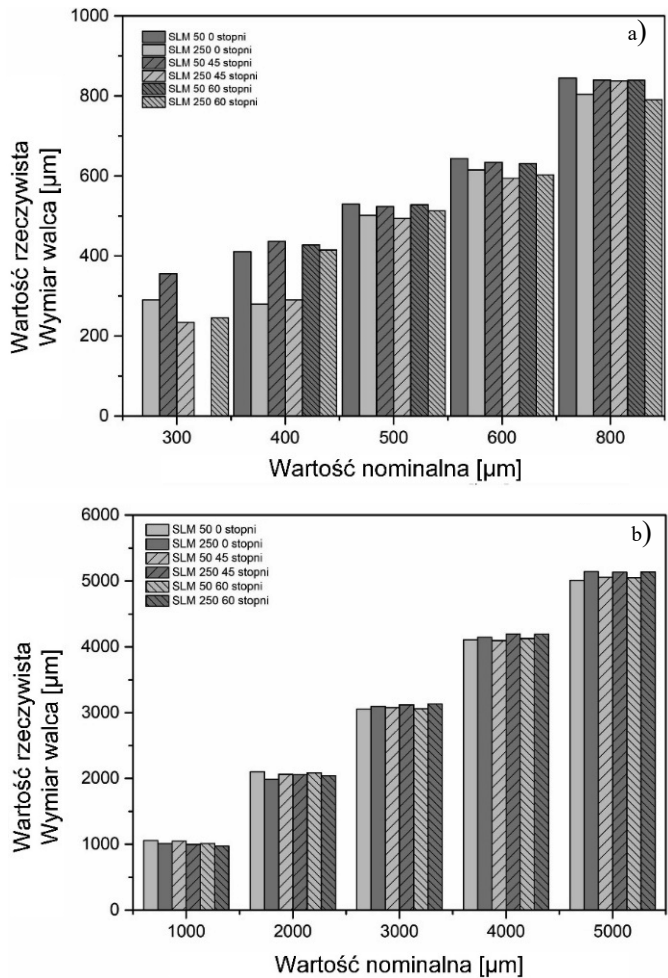 a)
SLM 50 0 stopni
SLM 250 0 stopni
SLM 50 45 stopni
SLM 250 45 stopni
SLM 50 60 stopni
SLM 250 60 stopni
1000
800
600
400
200
0
Wartość rzeczywista
Wymiar walca [µm]
300 400 500 600 800
Wartość nominalna [µm]
b)
SLM 50 0 stopni
SLM 250 0 stopni
SLM 50 45 stopni
SLM 250 45 stopni
SLM 50 60 stopni
SLM 250 60 stopni
6000
5000
4000
3000
2000
1000
0
Wartość rzeczywista
Wymiar walca [µm]
1000 2000 3000 4000 5000
Wartość nominalna [µm]